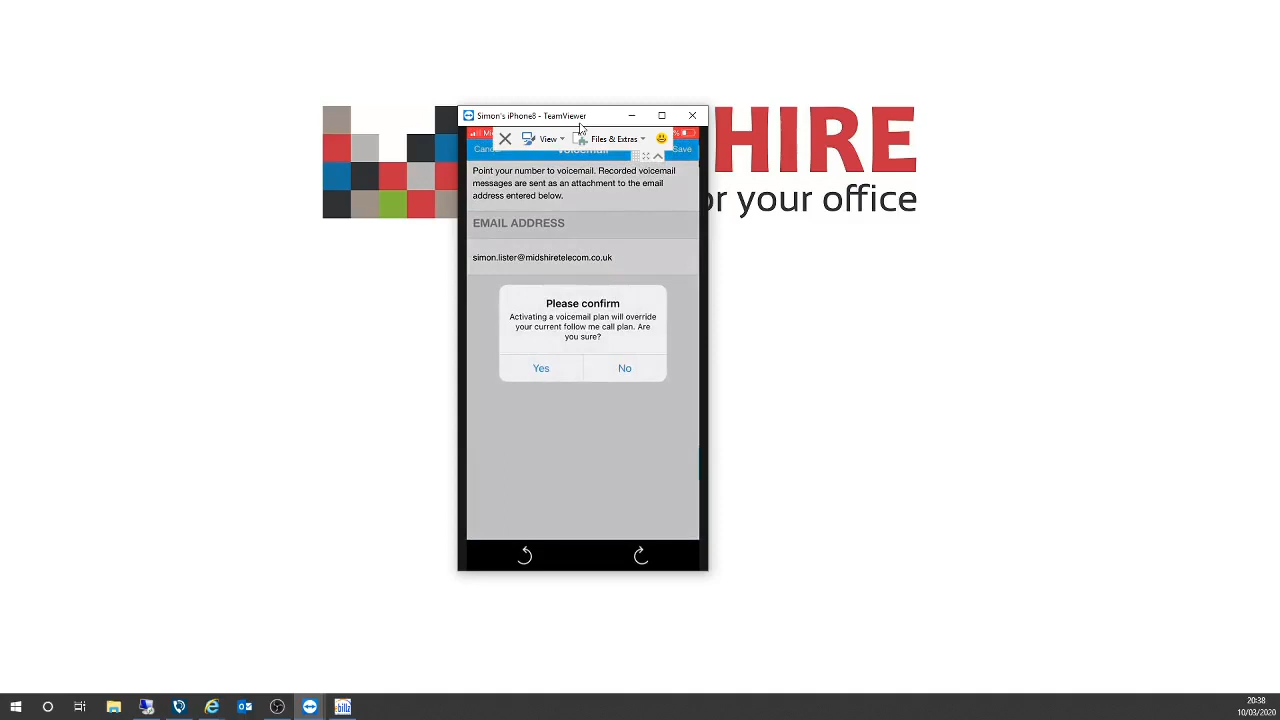 Simon's iPhone8 - TeamViewer
View
Files & Extras
%
Save
Point your number to voicemail. Recorded voicemail
messages are sent as an attachment to the email
address entered below.
EMAIL ADDRESS
simon.lister@midshiretelecom.co.uk
Please confirm
Activating a voicemail plan will override
your current follow me call plan. Are
you sure?
Yes
No
HIRE
or your office
billz
20:38
10/03/2020